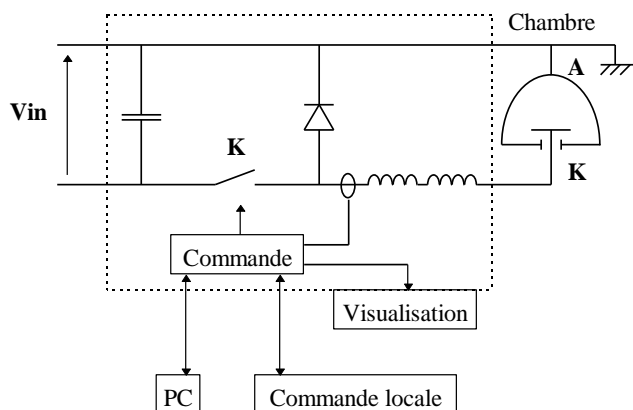 Chambre
A
Vin
K
K
Commande
Visualisation
PC
Commande locale